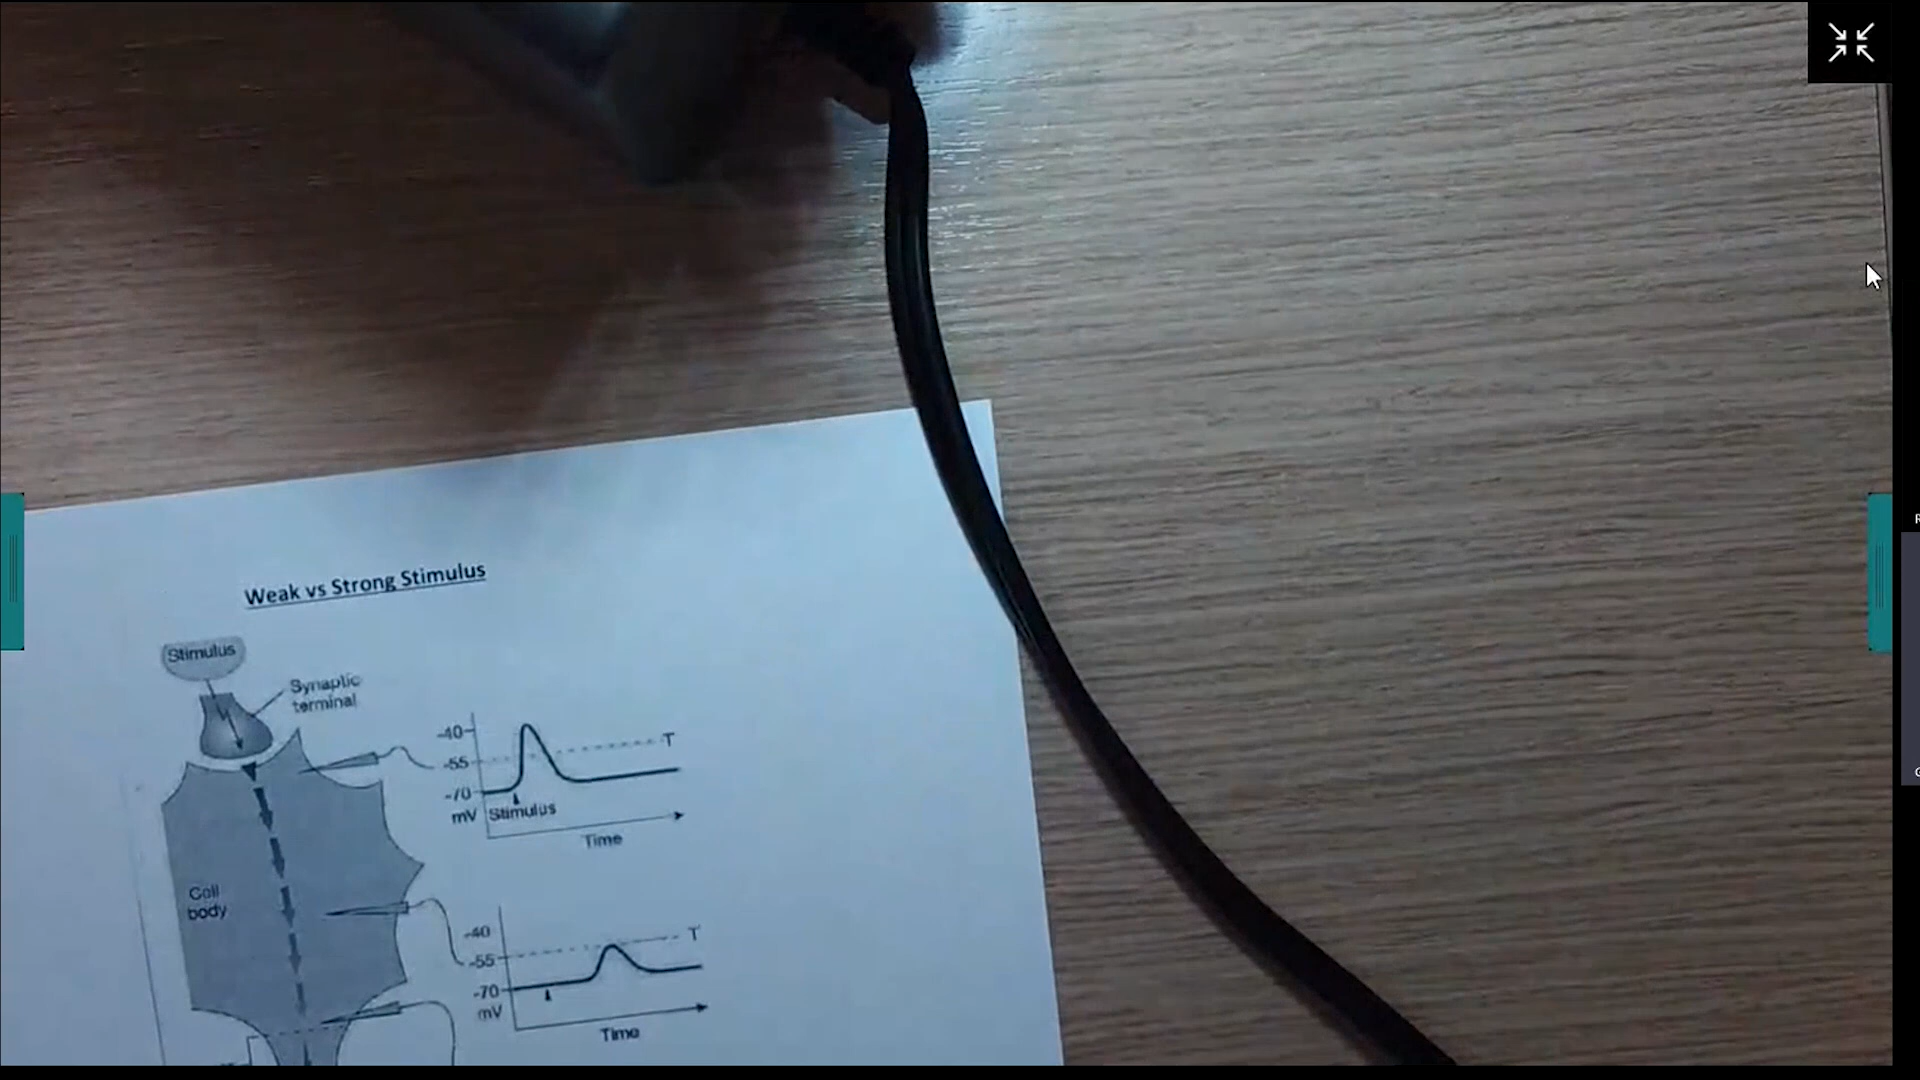 Weak vs Strong Stimulus
Stimulus
Synaptic
terminal
-40
-55
-70
mV
T
Stimulus
Time
Cell
body
-40
-55
-70
mV
T
Time